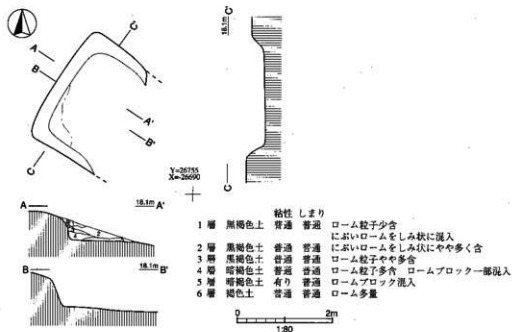 C'
18.1m
A
C'
B
A'
B'
C
C
Y=26755
X=-26690
A 18.1m A'
18.1m
B B'
粘性 しまり
1 層 黒褐色土 普通 普通 ローム粒子少含
にぶいロームをしみ状に混入
2 層 黒褐色土 普通 普通 にぶいロームをしみ状にやや多く含
3 層 黒褐色土 普通 普通 ローム粒子やや多含
4 層 暗褐色土 普通 普通 ローム粒子多含 ロームブロック一部混入
5 層 暗褐色土 有り 普通 ロームブロック混入
6 層 褐色土 普通 普通 ローム多量
0 2m
1:80